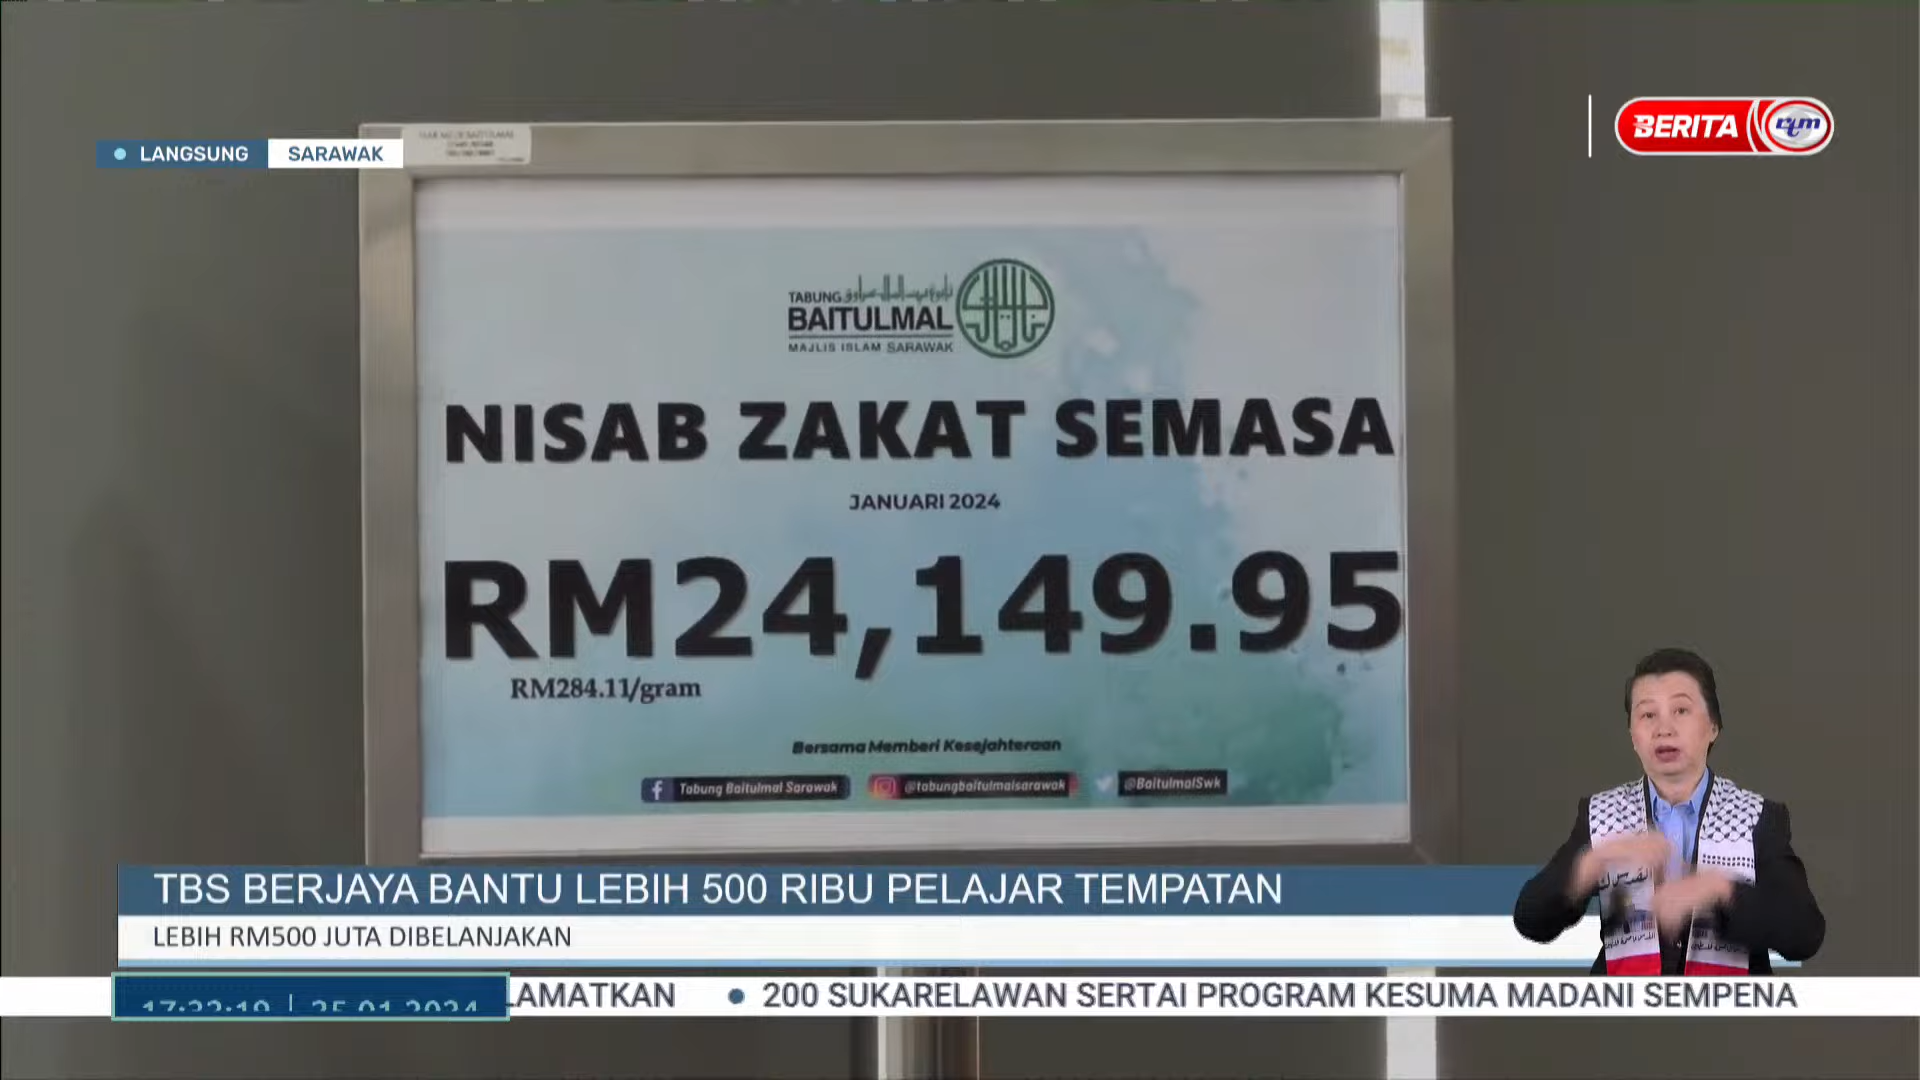 LANGSUNG
SARAWAK
BERITA rtm
TABUNG
BAITULMAL
MAJLIS ISLAM SARAWAK
NISAB ZAKAT SEMASA
JANUARI 2024
RM24,149.95
RM284.11/gram
Bersama Memberi Kesejahteraan
Tabung Baitulmal Sarawak
@tabungbaitulmalsarawak
@BaitulmalSwk
TBS BERJAYA BANTU LEBIH 500 RIBU PELAJAR TEMPATAN
LEBIH RM500 JUTA DIBELANJAKAN
LAMATKAN • 200 SUKARELAWAN SERTAI PROGRAM KESUMA MADANI SEMPENA